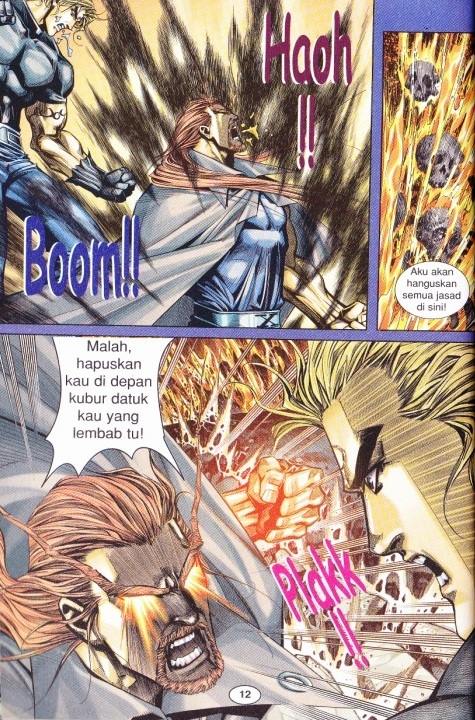 Haoh
!!
Boom!!
Aku akan
hanguskan
semua jasad
di sini!
Malah,
hapuskan
kau di depan
kubur datuk
kau yang
lembab tu!
Plakk
!!
12